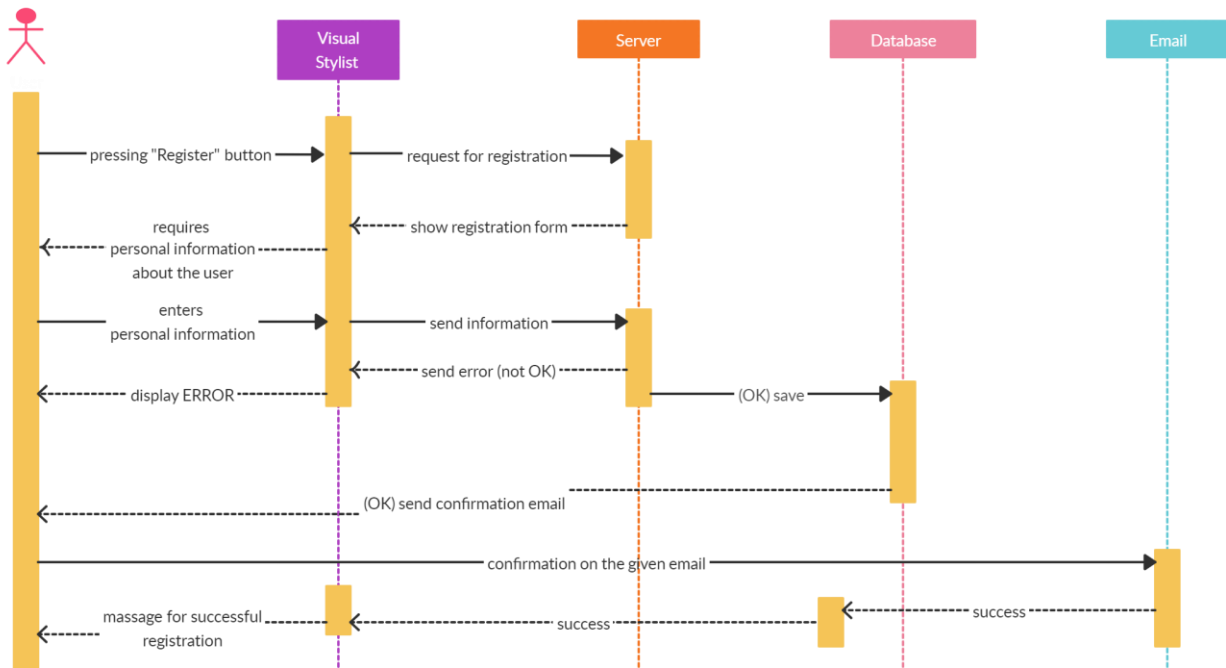 Visual
Stylist
Server
Database
Email
pressing "Register" button
request for registration
show registration form
requires
personal information
about the user
enters
personal information
send information
send error (not OK)
display ERROR
(OK) save
(OK) send confirmation email
confirmation on the given email
success
success
massage for successful
registration